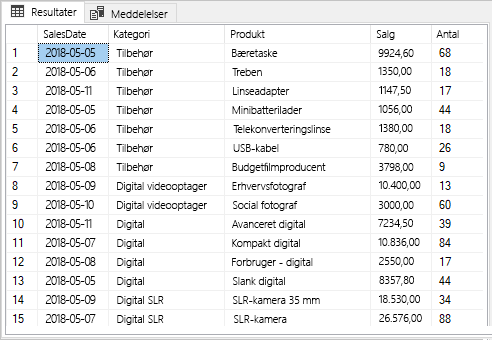 Resultater Meddelelser
SalesDate Kategori Produkt Salg Antal
1 2018-05-05 Tilbehør Bæretaske 9924,60 68
2 2018-05-06 Tilbehør Treben 1350,00 18
3 2018-05-11 Tilbehør Linseadapter 1147,50 17
4 2018-05-05 Tilbehør Minibatterilader 1056,00 44
5 2018-05-06 Tilbehør Telekonverteringslinse 1380,00 18
6 2018-05-06 Tilbehør USB-kabel 780,00 26
7 2018-05-08 Tilbehør Budgetfilmproducent 3798,00 9
8 2018-05-09 Digital videooptager Erhvervsfotograf 10.400,00 13
9 2018-05-10 Digital videooptager Social fotograf 3000,00 60
10 2018-05-11 Digital Avanceret digital 7234,50 39
11 2018-05-07 Digital Kompakt digital 10.836,00 84
12 2018-05-08 Digital Forbruger - digital 2550,00 17
13 2018-05-05 Digital Slank digital 8357,80 44
14 2018-05-09 Digital SLR SLR-kamera 35 mm 18.530,00 34
15 2018-05-07 Digital SLR SLR-kamera 26.576,00 88